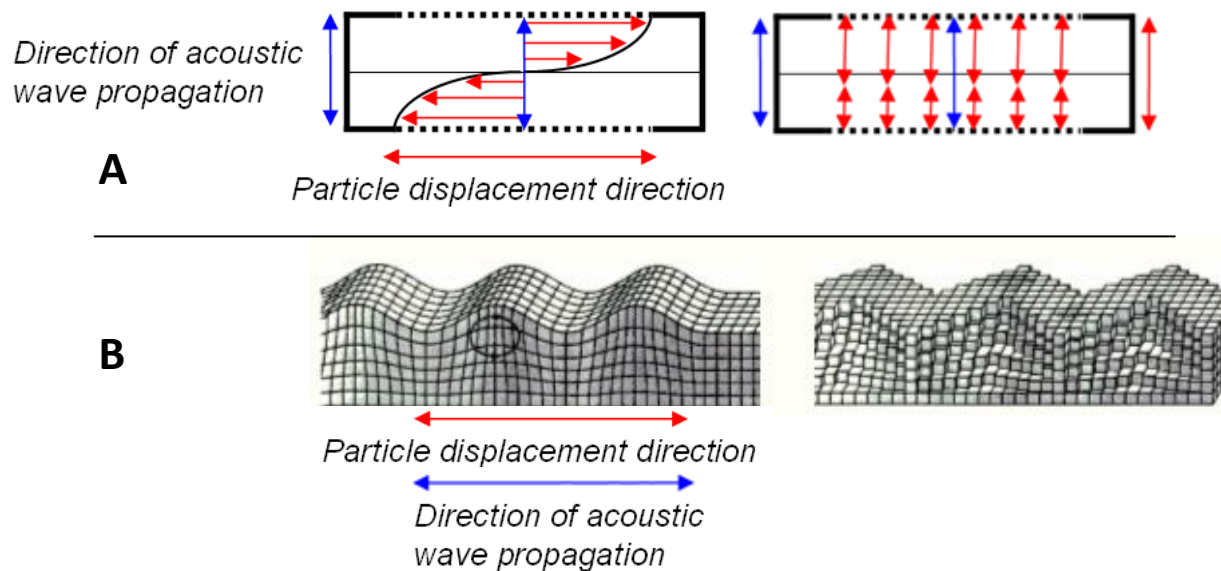 Direction of acoustic
wave propagation
A
Particle displacement direction
B
Particle displacement direction
Direction of acoustic
wave propagation